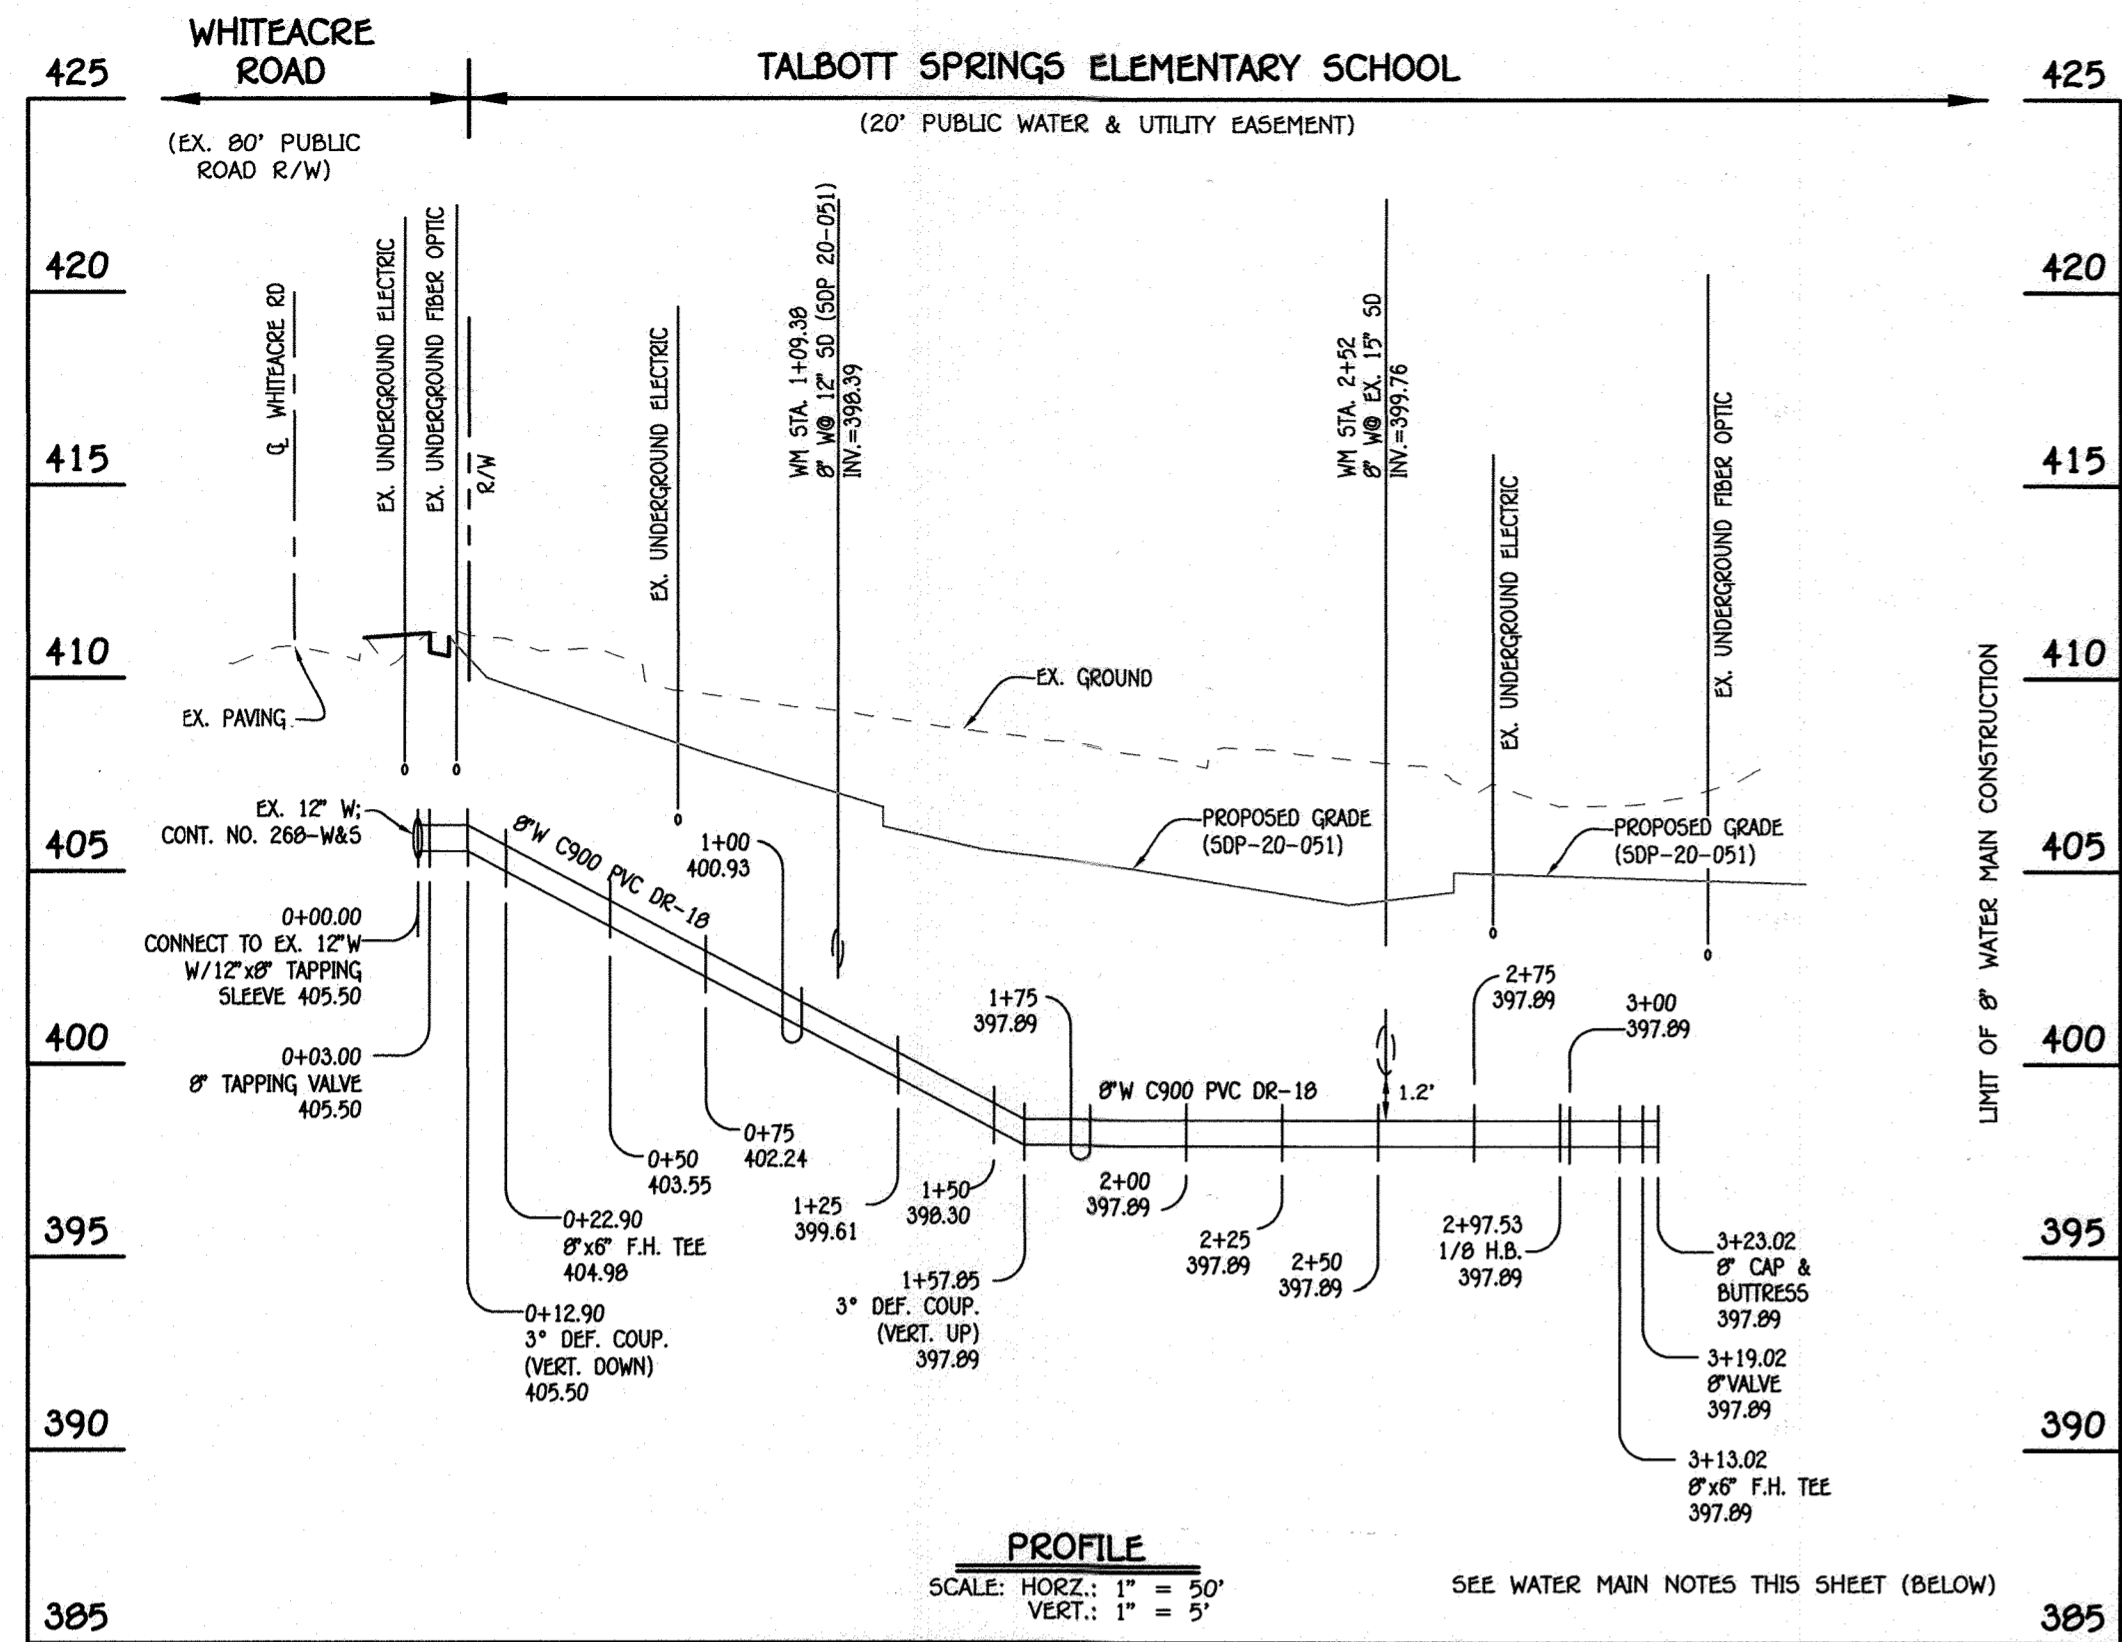 WHITEACRE
ROAD
TALBOTT SPRINGS ELEMENTARY SCHOOL
425
425
(EX. 80' PUBLIC
ROAD R/W)
(20' PUBLIC WATER & UTILITY EASEMENT)
420
420
415
415
410
410
405
405
400
400
395
395
390
390
385
385
℄ WHITEACRE RD
EX. UNDERGROUND ELECTRIC
EX. UNDERGROUND FIBER OPTIC
R/W
EX. UNDERGROUND ELECTRIC
WM STA. 1+09.38
8" W@ 12" SD (SDP 20-051)
INV.=398.39
WM STA. 2+52
8" W@ EX. 15" SD
INV.=399.76
EX. UNDERGROUND ELECTRIC
EX. UNDERGROUND FIBER OPTIC
LIMIT OF 8" WATER MAIN CONSTRUCTION
EX. PAVING
EX. GROUND
PROPOSED GRADE
(SDP-20-051)
PROPOSED GRADE
(SDP-20-051)
EX. 12" W;
CONT. NO. 268-W&S
8"W C900 PVC DR-18
1+00
400.93
0+00.00
CONNECT TO EX. 12"W
W/12"x8" TAPPING
SLEEVE 405.50
0+03.00
8" TAPPING VALVE
405.50
1+75
397.89
2+75
397.89
3+00
397.89
8"W C900 PVC DR-18
1.2'
0+75
402.24
0+50
403.55
0+22.90
8"x6" F.H. TEE
404.98
0+12.90
3° DEF. COUP.
(VERT. DOWN)
405.50
1+25
399.61
1+50
398.30
1+57.85
3° DEF. COUP.
(VERT. UP)
397.89
2+00
397.89
2+25
397.89
2+50
397.89
2+97.53
1/8 H.B.
397.89
3+23.02
8" CAP &
BUTTRESS
397.89
3+19.02
8"VALVE
397.89
3+13.02
8"x6" F.H. TEE
397.89
PROFILE
SCALE: HORZ.: 1" = 50'
VERT.: 1" = 5'
SEE WATER MAIN NOTES THIS SHEET (BELOW)